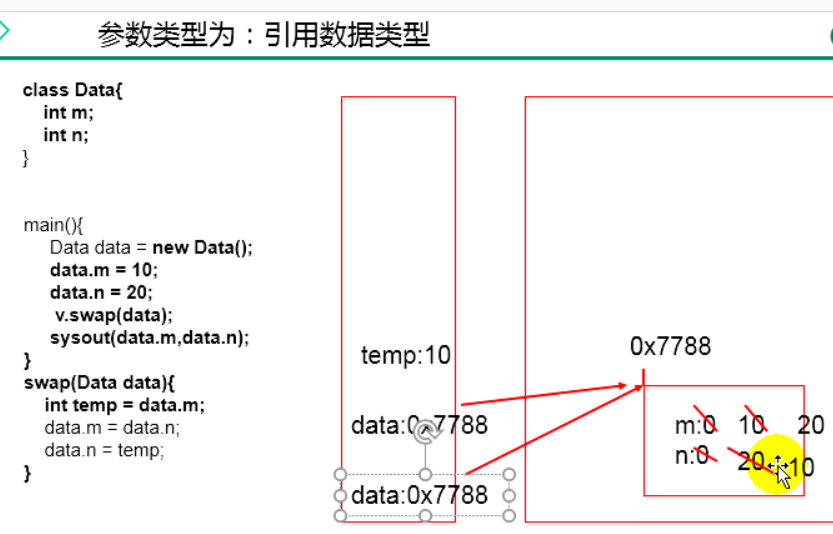 参数类型为：引用数据类型
class Data{
int m;
int n;
}
main(){
Data data = new Data();
data.m = 10;
data.n = 20;
v.swap(data);
sysout(data.m,data.n);
}
swap(Data data){
int temp = data.m;
data.m = data.n;
data.n = temp;
}
temp:10
data:0x7788
data:0x7788
0x7788
m:0 10 20
n:0 20 10